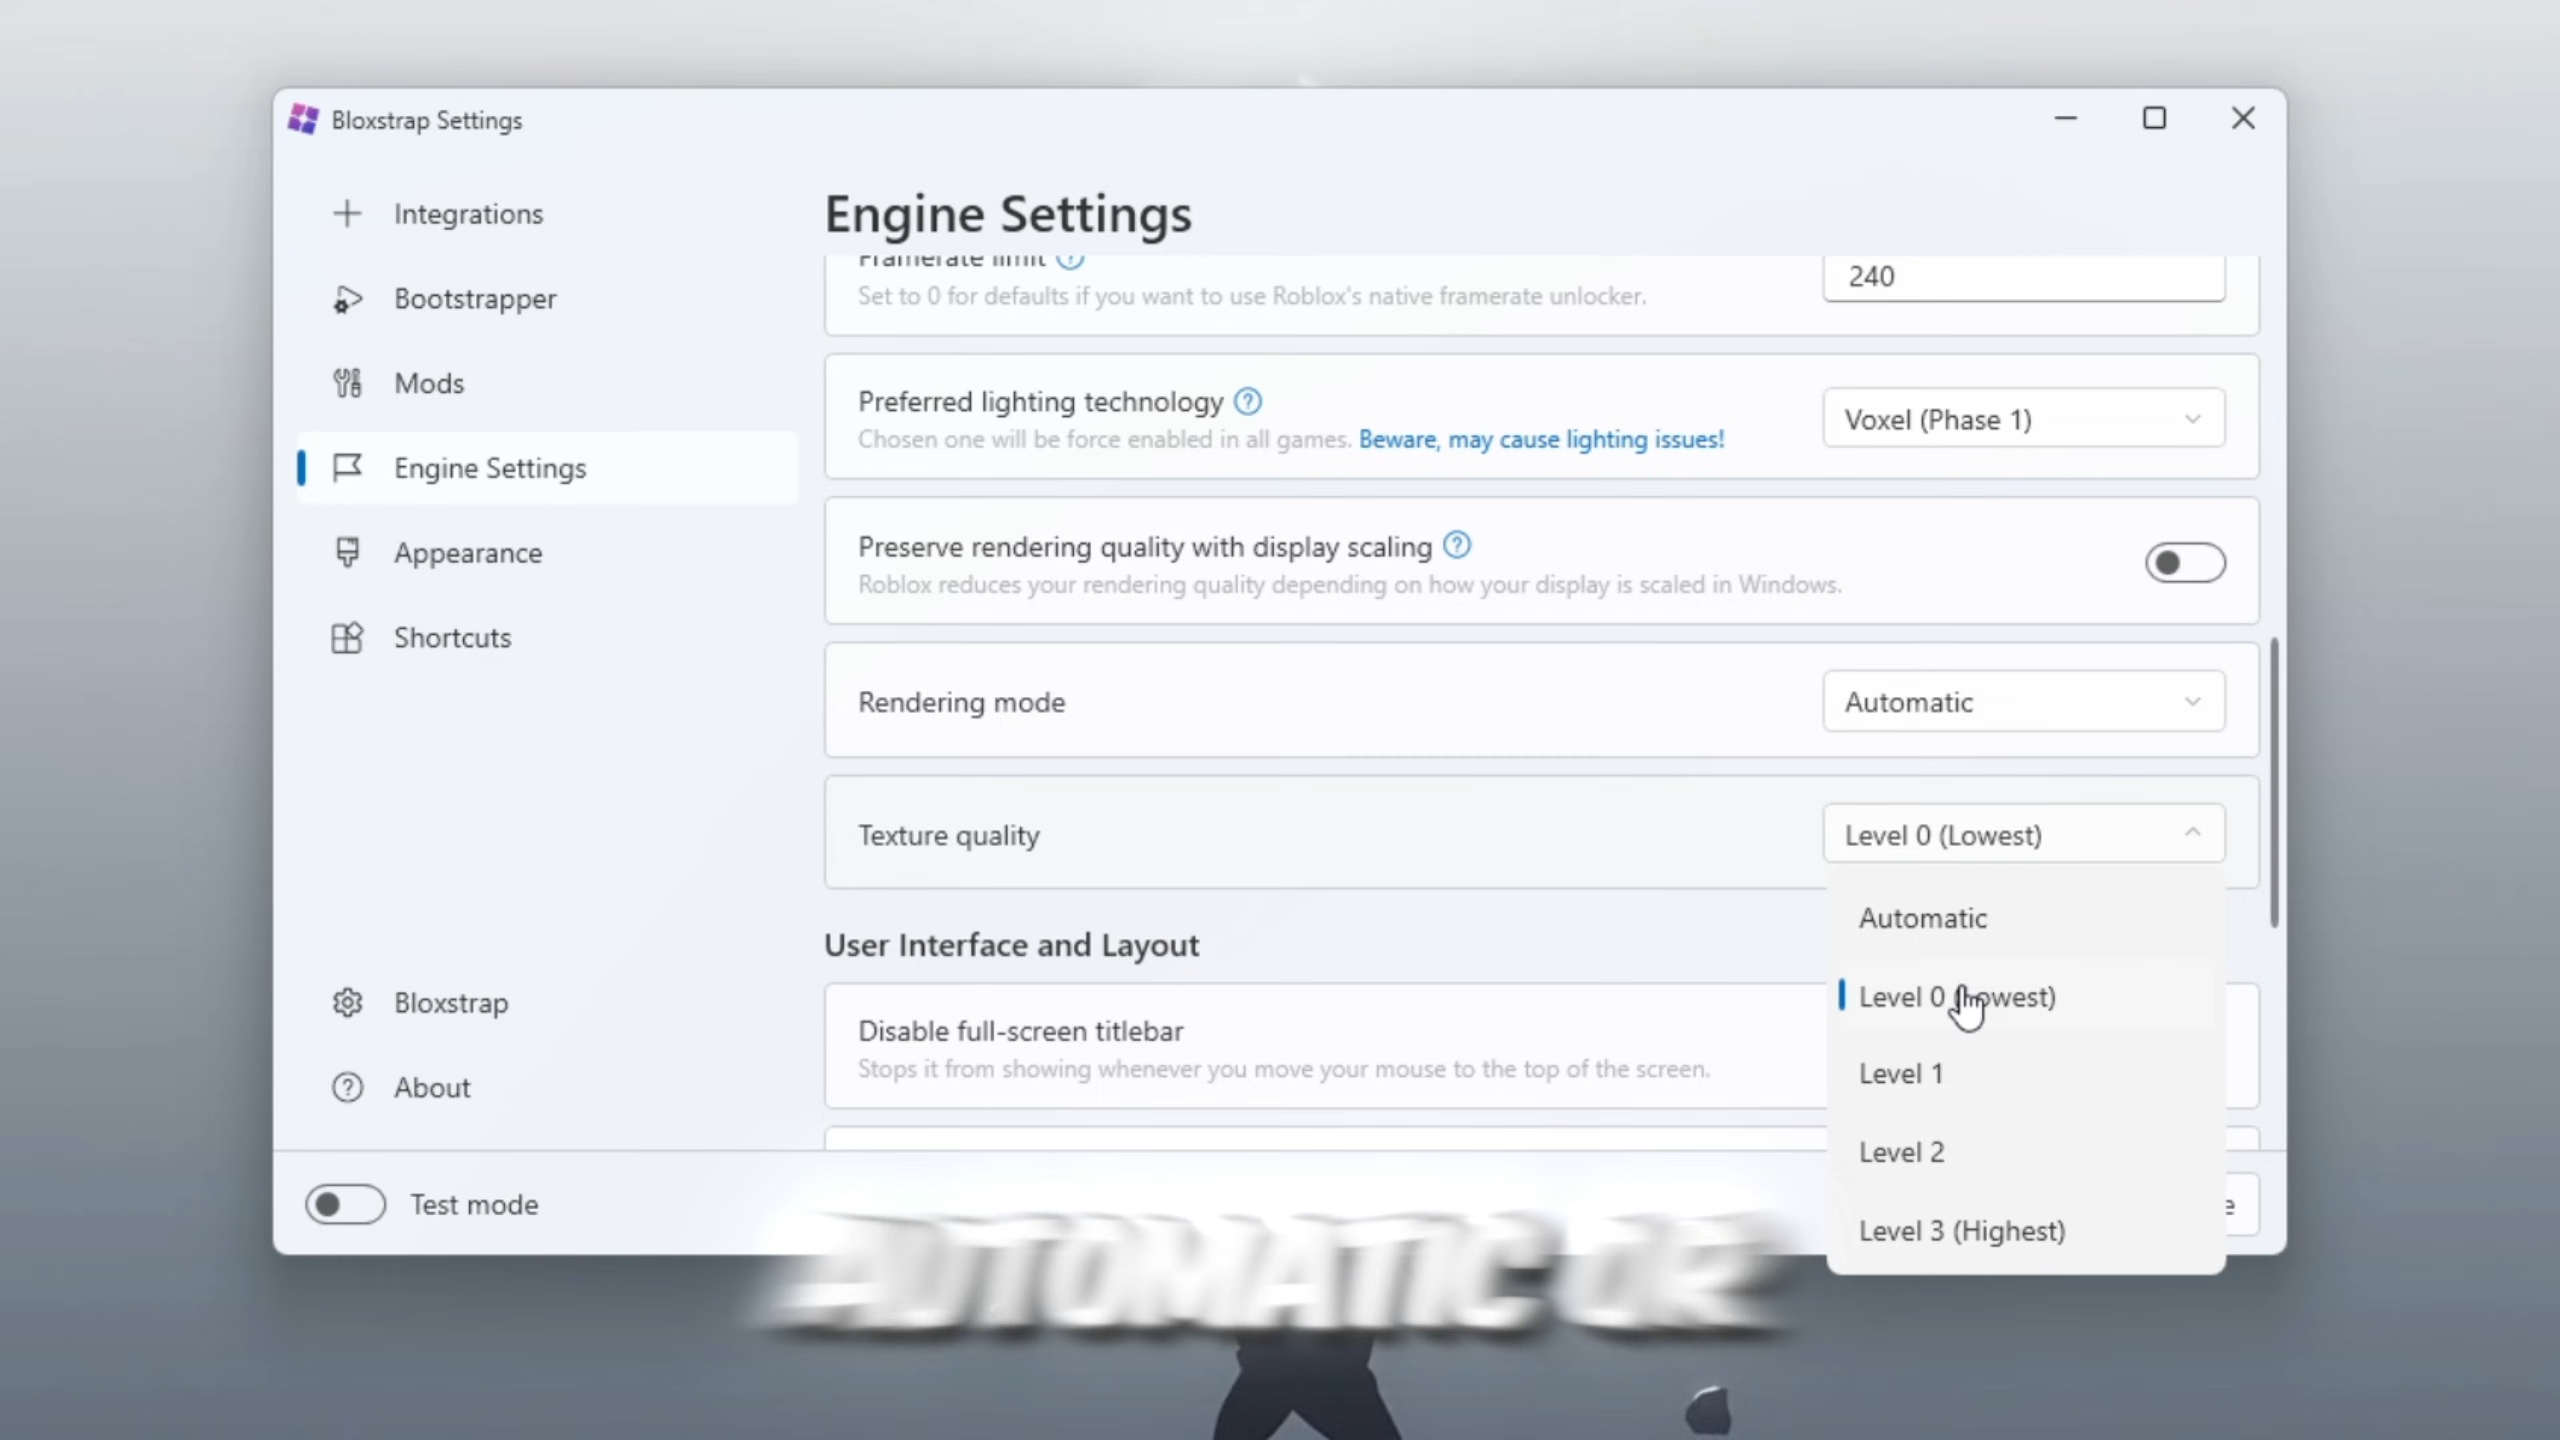 Bloxstrap Settings
Integrations
Bootstrapper
Mods
Engine Settings
Appearance
Shortcuts
Bloxstrap
About
Test mode
Engine Settings
Framerate limit
Set to 0 for defaults if you want to use Roblox's native framerate unlocker.
240
Preferred lighting technology
Chosen one will be force enabled in all games. Beware, may cause lighting issues!
Voxel (Phase 1)
Preserve rendering quality with display scaling
Roblox reduces your rendering quality depending on how your display is scaled in Windows.
Rendering mode
Automatic
Texture quality
Level 0 (Lowest)
Automatic
Level 0 (Lowest)
Level 1
Level 2
Level 3 (Highest)
User Interface and Layout
Disable full-screen titlebar
Stops it from showing whenever you move your mouse to the top of the screen.
AUTOMATIC OR